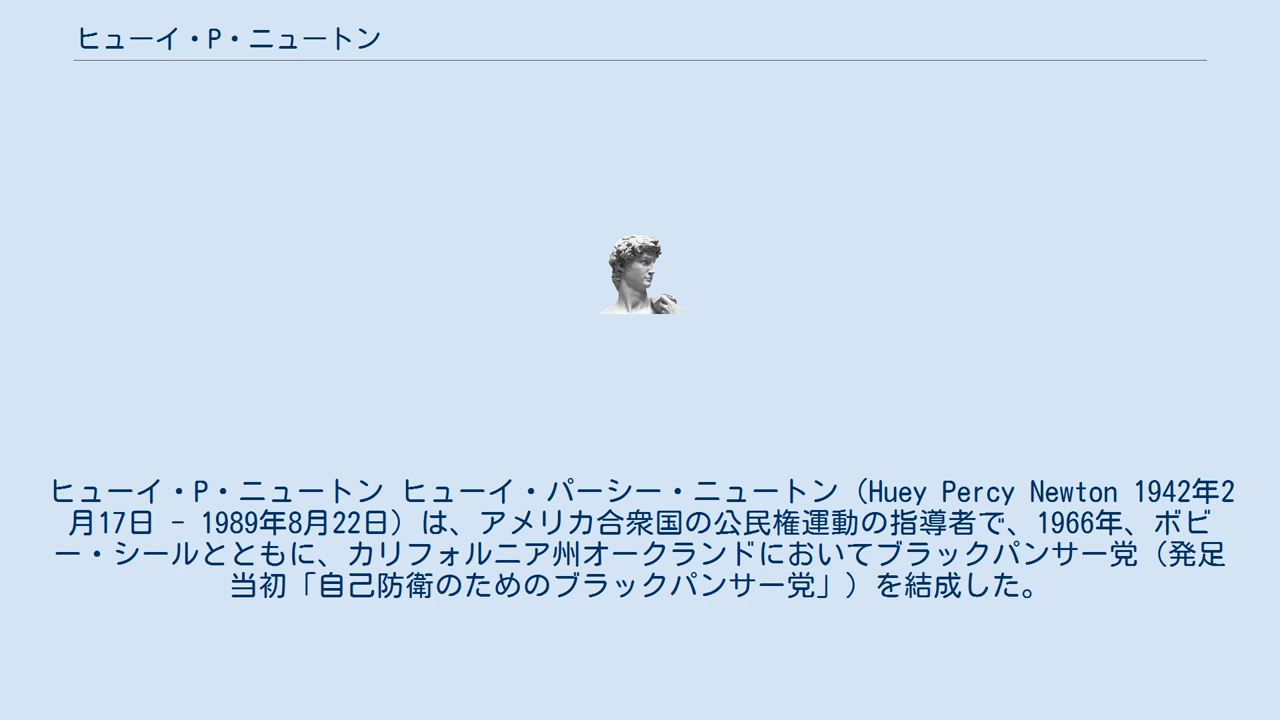 ヒューイ・P・ニュートン
ヒューイ・P・ニュートン ヒューイ・パーシー・ニュートン（Huey Percy Newton 1942年2
月17日 - 1989年8月22日）は、アメリカ合衆国の公民権運動の指導者で、1966年、ボビ
ー・シールとともに、カリフォルニア州オークランドにおいてブラックパンサー党（発足
当初「自己防衛のためのブラックパンサー党」）を結成した。